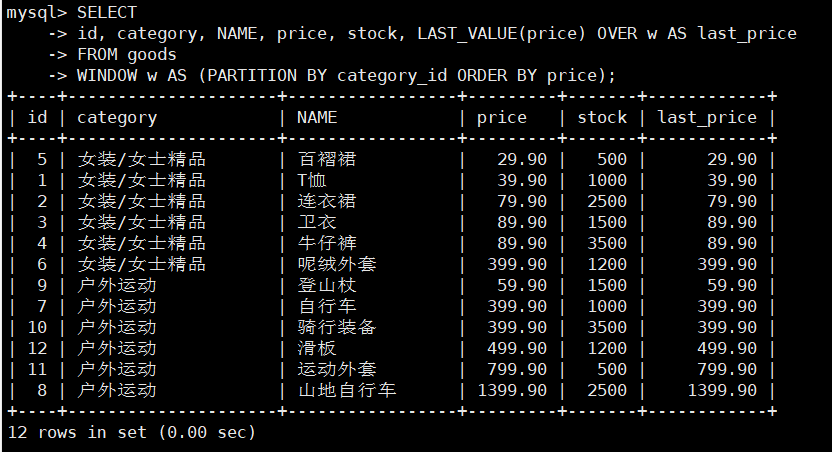 mysql> SELECT
    -> id, category, NAME, price, stock, LAST_VALUE(price) OVER w AS last_price
    -> FROM goods
    -> WINDOW w AS (PARTITION BY category_id ORDER BY price);
+----+---------------------+-----------------+---------+-------+------------+
| id | category            | NAME            | price   | stock | last_price |
+----+---------------------+-----------------+---------+-------+------------+
|  5 | 女装/女士精品       | 百褶裙          |   29.90 |   500 |      29.90 |
|  1 | 女装/女士精品       | T恤             |   39.90 |  1000 |      39.90 |
|  2 | 女装/女士精品       | 连衣裙          |   79.90 |  2500 |      79.90 |
|  3 | 女装/女士精品       | 卫衣            |   89.90 |  1500 |      89.90 |
|  4 | 女装/女士精品       | 牛仔裤          |   89.90 |  3500 |      89.90 |
|  6 | 女装/女士精品       | 呢绒外套        |  399.90 |  1200 |     399.90 |
|  9 | 户外运动            | 登山杖          |   59.90 |  1500 |      59.90 |
|  7 | 户外运动            | 自行车          |  399.90 |  1000 |     399.90 |
| 10 | 户外运动            | 骑行装备        |  399.90 |  3500 |     399.90 |
| 12 | 户外运动            | 滑板            |  499.90 |  1200 |     499.90 |
| 11 | 户外运动            | 运动外套        |  799.90 |   500 |     799.90 |
|  8 | 户外运动            | 山地自行车      | 1399.90 |  2500 |    1399.90 |
+----+---------------------+-----------------+---------+-------+------------+
12 rows in set (0.00 sec)